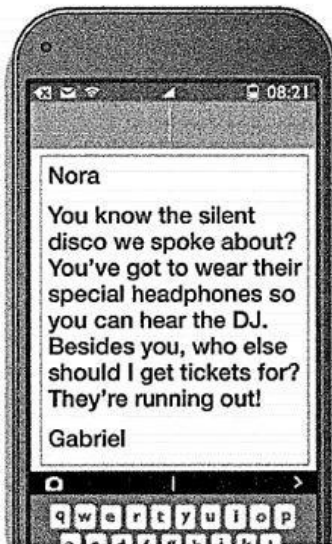 08:21
Nora
You know the silent
disco we spoke about?
You've got to wear their
special headphones so
you can hear the DJ.
Besides you, who else
should I get tickets for?
They're running out!
Gabriel
q w e r t y u i o p
a s d f g h j k l